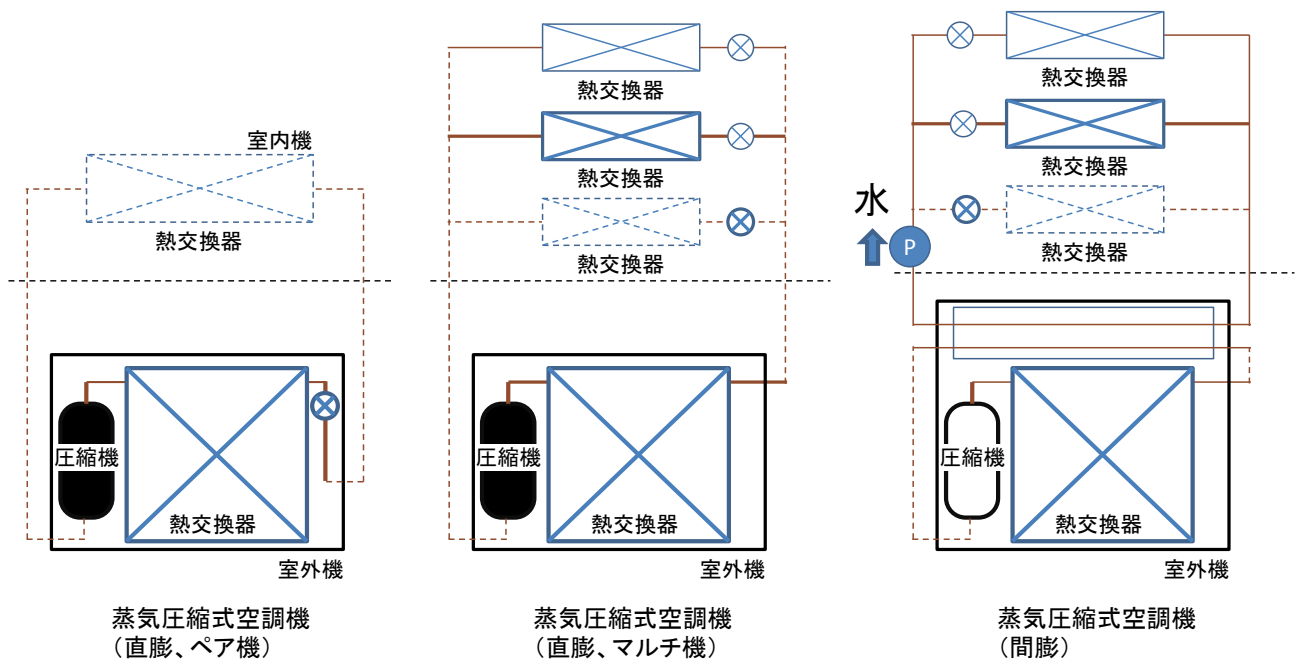 室内機
熱交換器
圧縮機
熱交換器
室外機
蒸気圧縮式空調機
（直膨、ペア機）
熱交換器
熱交換器
熱交換器
圧縮機
熱交換器
室外機
蒸気圧縮式空調機
（直膨、マルチ機）
熱交換器
熱交換器
水
P
熱交換器
圧縮機
熱交換器
室外機
蒸気圧縮式空調機
（間膨）